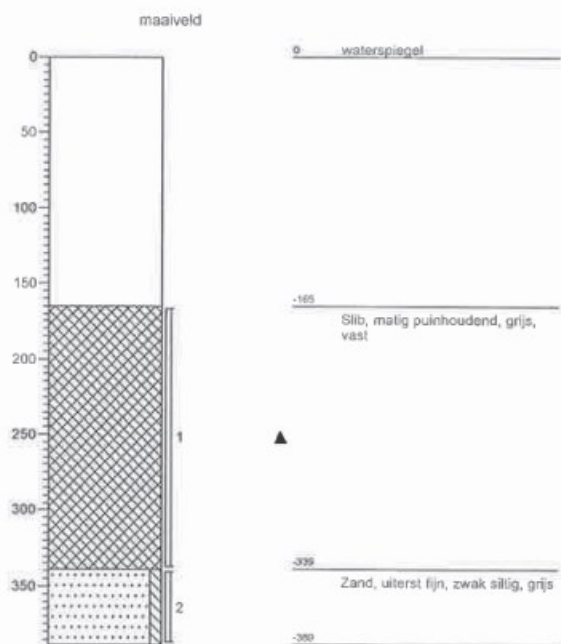 maaiveld
0
0 waterspiegel
50
100
150
-165
Slib, matig puinhoudend, grijs,
vast
200
250
1
300
-339
350
Zand, uiterst fijn, zwak siltig, grijs
2